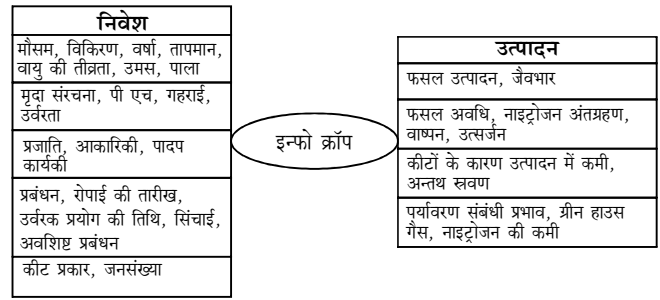 निवेश
मौसम, विकिरण, वर्षा, तापमान,
वायु की तीव्रता, उमस, पाला
मृदा संरचना, पी एच, गहराई,
उर्वरता
प्रजाति, आकारिकी, पादप
कार्यकी
प्रबंधन, रोपाई की तारीख,
उर्वरक प्रयोग की तिथि, सिंचाई,
अवशिष्ट प्रबंधन
कीट प्रकार, जनसंख्या
इन्फो क्रॉप
उत्पादन
फसल उत्पादन, जैवभार
फसल अवधि, नाइट्रोजन अंतग्रहण,
वाष्पन, उत्सर्जन
कीटों के कारण उत्पादन में कमी,
अन्तथ स्रवण
पर्यावरण संबंधी प्रभाव, ग्रीन हाउस
गैस, नाइट्रोजन की कमी